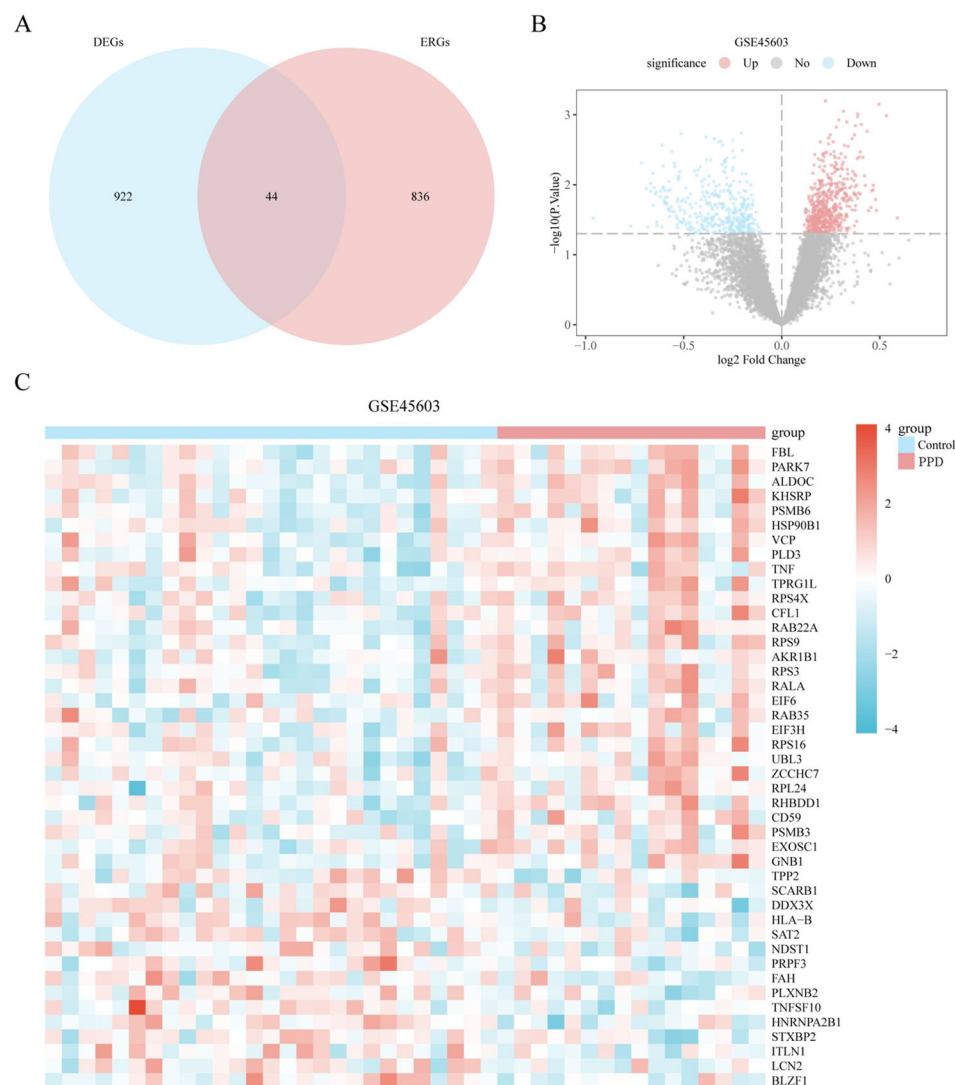 A
DEGs
ERGs
922
44
836
B
GSE45603
significance Up No Down
3
2
1
0
−log10(P.Value)
−1.0 −0.5 0.0 0.5
log2 Fold Change
C
GSE45603
group
FBL
PARK7
ALDOC
KHSRP
PSMB6
HSP90B1
VCP
PLD3
TNF
TPRG1L
RPS4X
CFL1
RAB22A
RPS9
AKR1B1
RPS3
RALA
EIF6
RAB35
EIF3H
RPS16
UBL3
ZCCHC7
RPL24
RHBDD1
CD59
PSMB3
EXOSC1
GNB1
TPP2
SCARB1
DDX3X
HLA−B
SAT2
NDST1
PRPF3
FAH
PLXNB2
TNFSF10
HNRNPA2B1
STXBP2
ITLN1
LCN2
BLZF1
4
2
0
−2
−4
group
Control
PPD